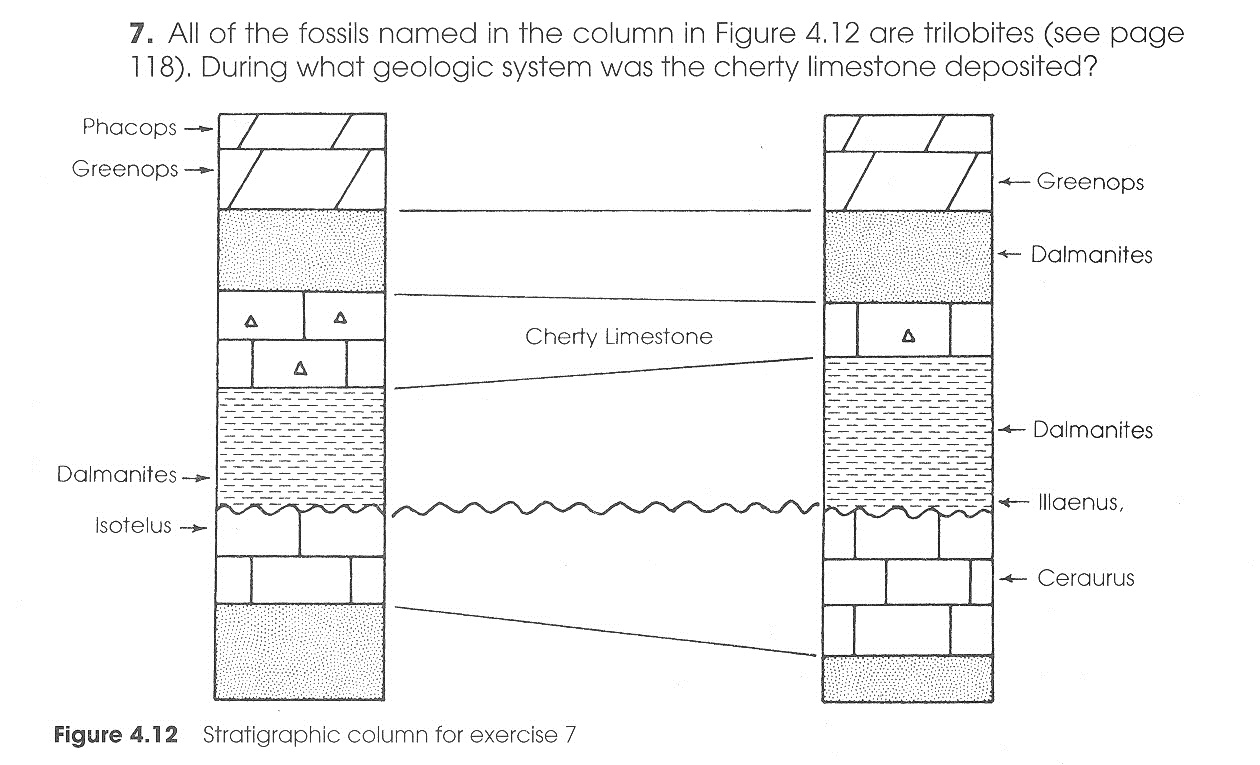 7. All of the fossils named in the column in Figure 4.12 are trilobites (see page
118). During what geologic system was the cherty limestone deposited?
Phacops
Greenops
Greenops
Dalmanites
Cherty Limestone
Dalmanites
Dalmanites
Illaenus,
Isotelus
Ceraurus
Figure 4.12 Stratigraphic column for exercise 7